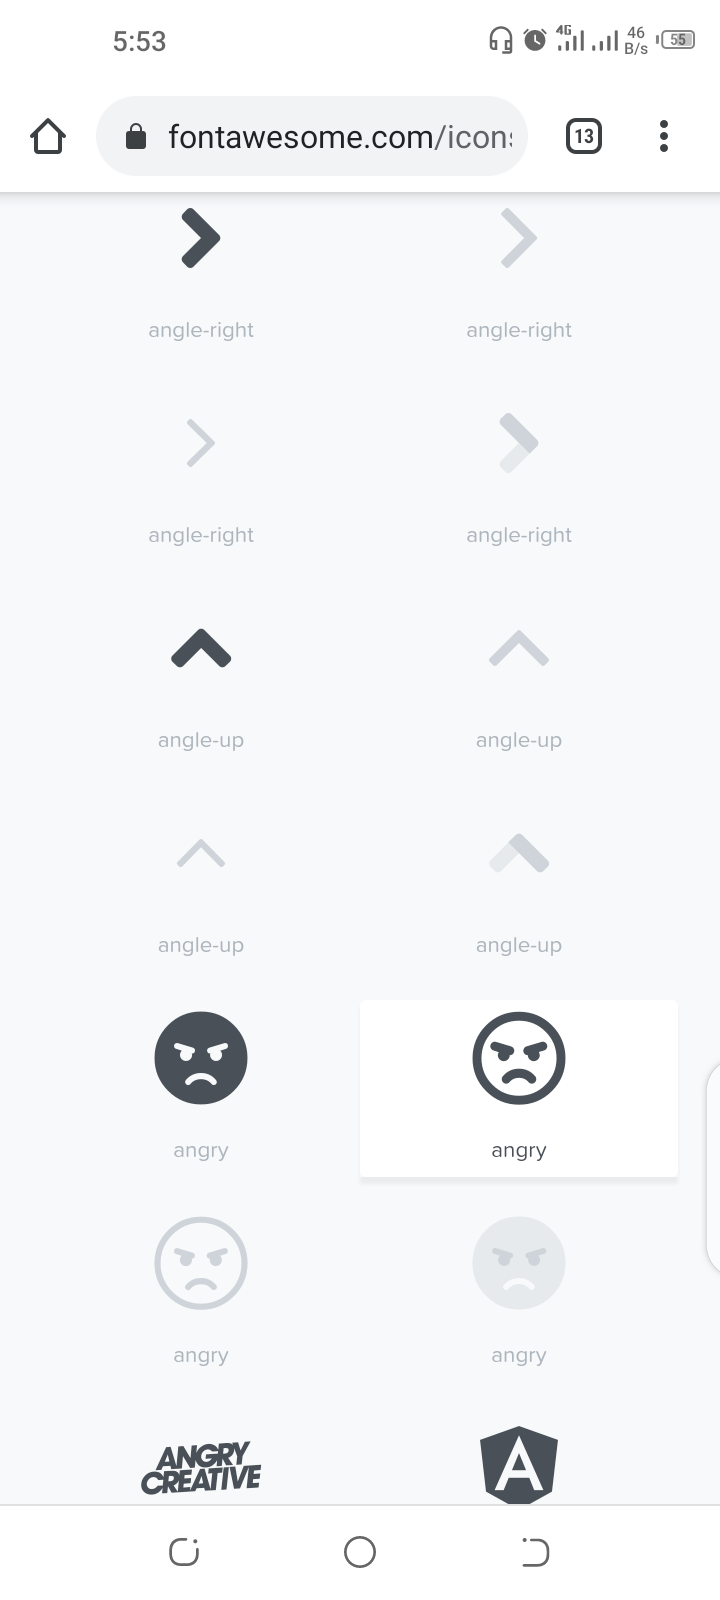 5:53
4G
46
B/s
55
fontawesome.com/icons
13
angle-right angle-right
angle-right angle-right
angle-up angle-up
angle-up angle-up
angry angry
angry angry
ANGRY
CREATIVE
A